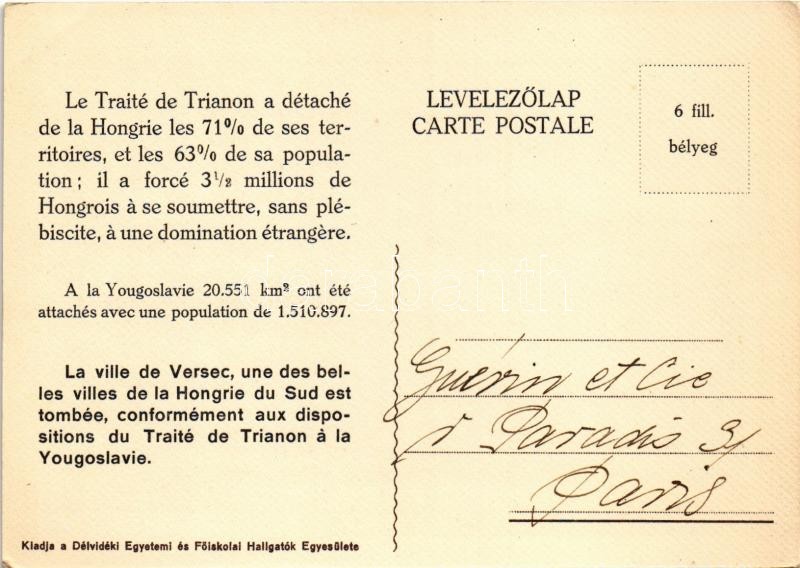 Le Traité de Trianon a détaché
de la Hongrie les 71% de ses ter-
ritoires, et les 63% de sa popula-
tion; il a forcé 3½ millions de
Hongrois à se soumettre, sans plé-
biscite, à une domination étrangère.
A la Yougoslavie 20.551 km² ont été
attachés avec une population de 1.510.897.
La ville de Versec, une des bel-
les villes de la Hongrie du Sud est
tombée, conformément aux dispo-
sitions du Traité de Trianon à la
Yougoslavie.
Kiadja a Délvidéki Egyetemi és Főiskolai Hallgatók Egyesülete
LEVELEZŐLAP
CARTE POSTALE
6 fill.
bélyeg
Guérin et Cie
r Paradis 3/
Paris